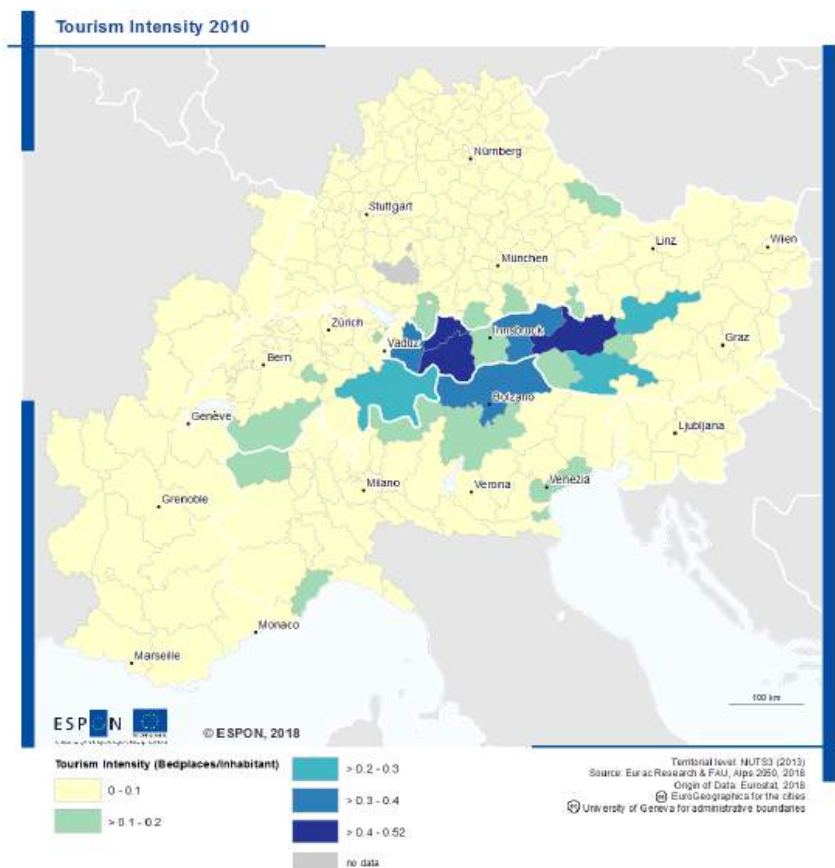 Tourism Intensity 2010
Nürnberg
Stuttgart
Linz
Wien
München
Zürich
Innsbruck
Vaduz
Graz
Bern
Bolzano
Genève
Ljubljana
Milano
Verona
Venezia
Grenoble
Monaco
Marseille
100 km
ESPON
© ESPON, 2018
Tourism Intensity (Bedplaces/Inhabitant)
0 - 0.1
> 0.1 - 0.2
> 0.2 - 0.3
> 0.3 - 0.4
> 0.4 - 0.52
no data
Territorial level: NUTS3 (2013)
Source: Eurac Research & FAU, Alps 2050, 2018
Origin of Data: Eurostat, 2018
(cc) EuroGeographics for the cities
(cc) University of Geneva for administrative boundaries